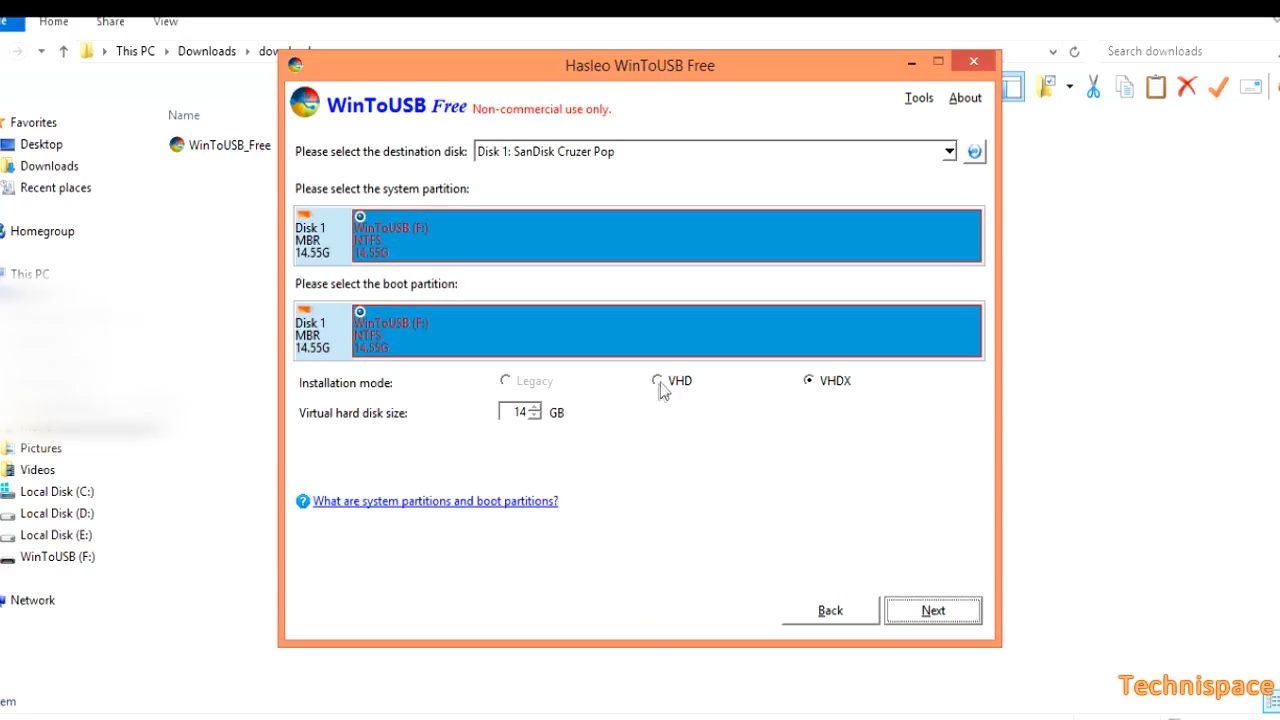 Home Share View
This PC Downloads
Search downloads
Hasleo WinToUSB Free
WinToUSB Free Non-commercial use only.
Tools About
Favorites
Desktop
Downloads
Recent places
Homegroup
This PC
Pictures
Videos
Local Disk (C:)
Local Disk (D:)
Local Disk (E:)
WinToUSB (F:)
Network
Name
WinToUSB_Free
Please select the destination disk: Disk 1: SanDisk Cruzer Pop
Please select the system partition:
Disk 1
MBR
14.55G
WinToUSB (F:)
NTFS
14.55G
Please select the boot partition:
Disk 1
MBR
14.55G
WinToUSB (F:)
NTFS
14.55G
Installation mode: Legacy VHD VHDX
Virtual hard disk size: 14 GB
? What are system partitions and boot partitions?
Back Next
Technispace